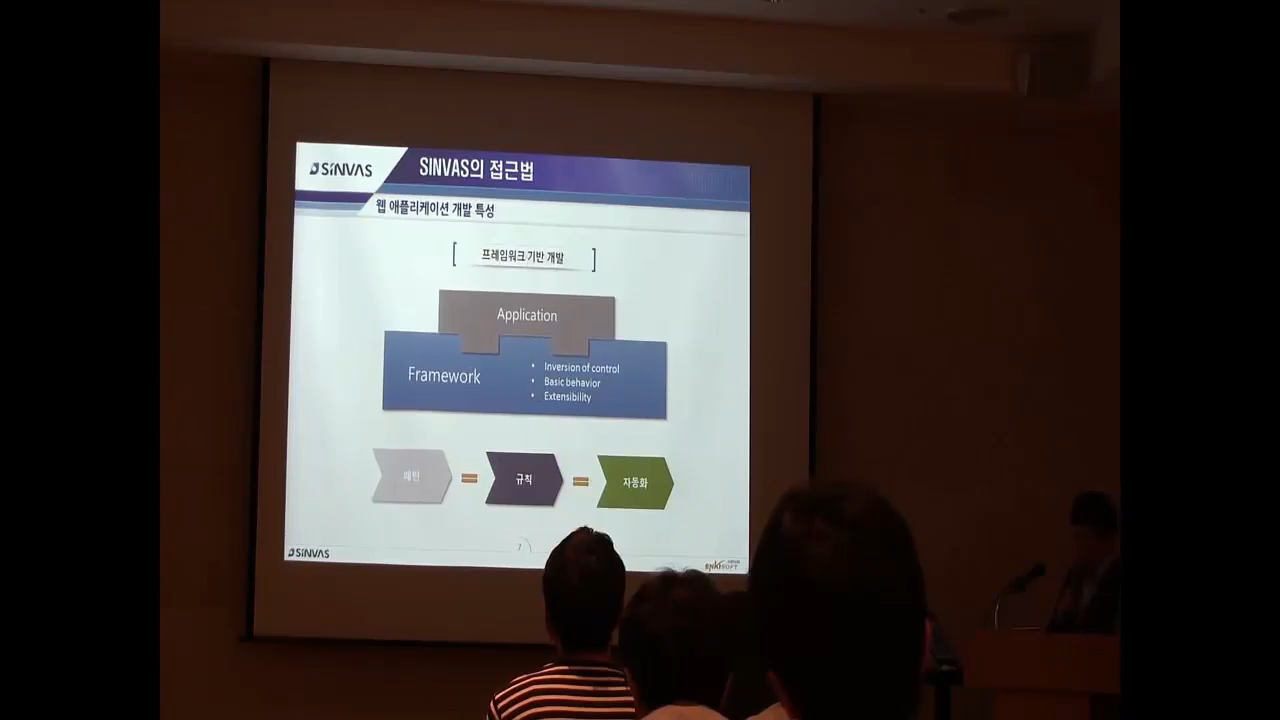 SINVAS
SINVAS의 접근법
웹 애플리케이션 개발 특성
[ 프레임워크 기반 개발 ]
Application
Framework
• Inversion of control
• Basic behavior
• Extensibility
패턴 = 규칙 = 자동화
7
SINVAS
ENKISOFT